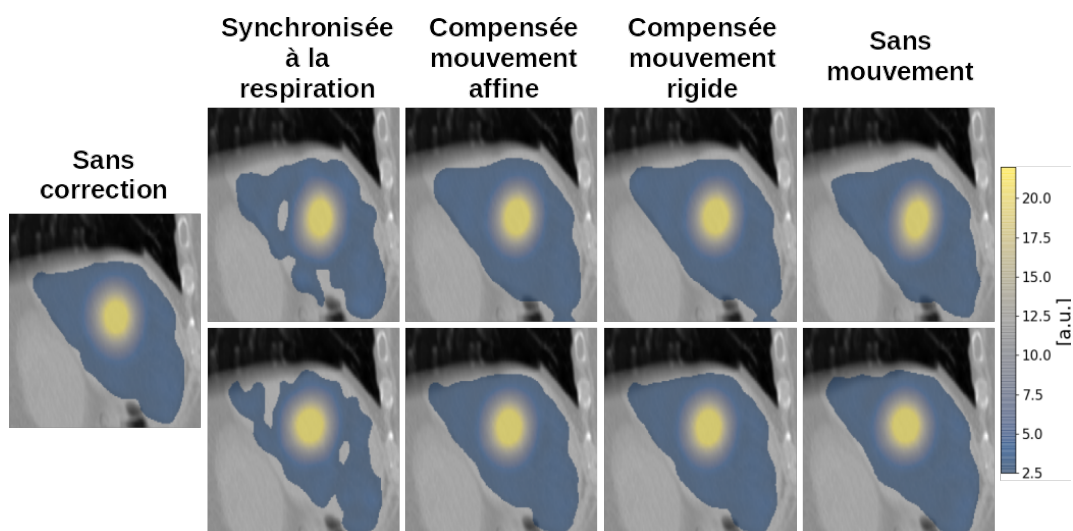 Synchronisée
à la
respiration
Compensée
mouvement
affine
Compensée
mouvement
rigide
Sans
mouvement
Sans
correction
20.0
17.5
15.0
12.5
10.0
7.5
5.0
2.5
[a.u.]